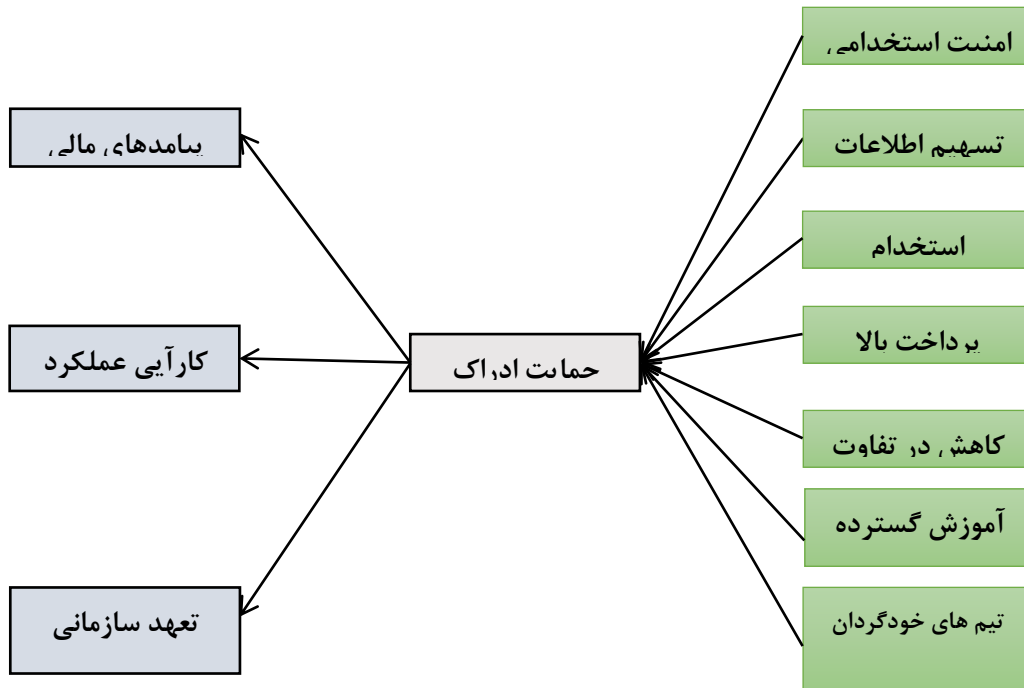 امنیت استخدامی
تسهیم اطلاعات
استخدام
پرداخت بالا
کاهش در تفاوت
آموزش گسترده
تیم های خودگردان
حمایت ادراک
پیامدهای مالی
کارآیی عملکرد
تعهد سازمانی